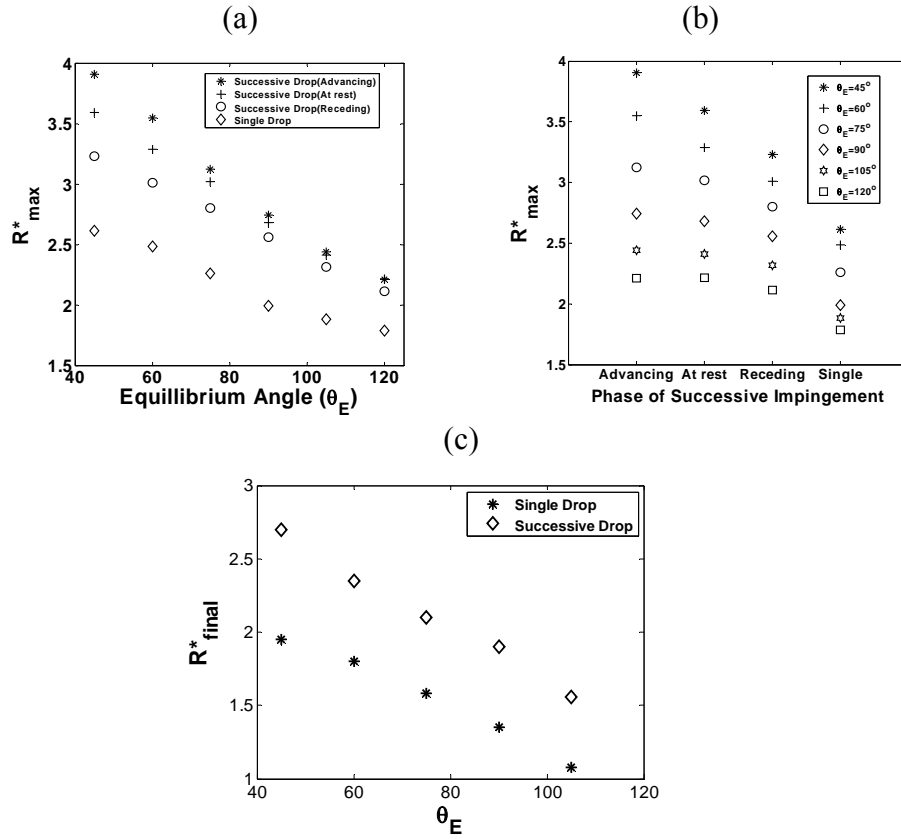 (a)
4
3.5
3
2.5
2
1.5
R*max
40
60
80
100
120
Equillibrium Angle (θE)
Successive Drop(Advancing)
Successive Drop(At rest)
Successive Drop(Receding)
Single Drop
(b)
4
3.5
3
2.5
2
1.5
R*max
Advancing
At rest
Receding
Single
Phase of Successive Impingement
θE=45°
θE=60°
θE=75°
θE=90°
θE=105°
θE=120°
(c)
3
2.5
2
1.5
1
R*final
40
60
80
100
120
θE
Single Drop
Successive Drop